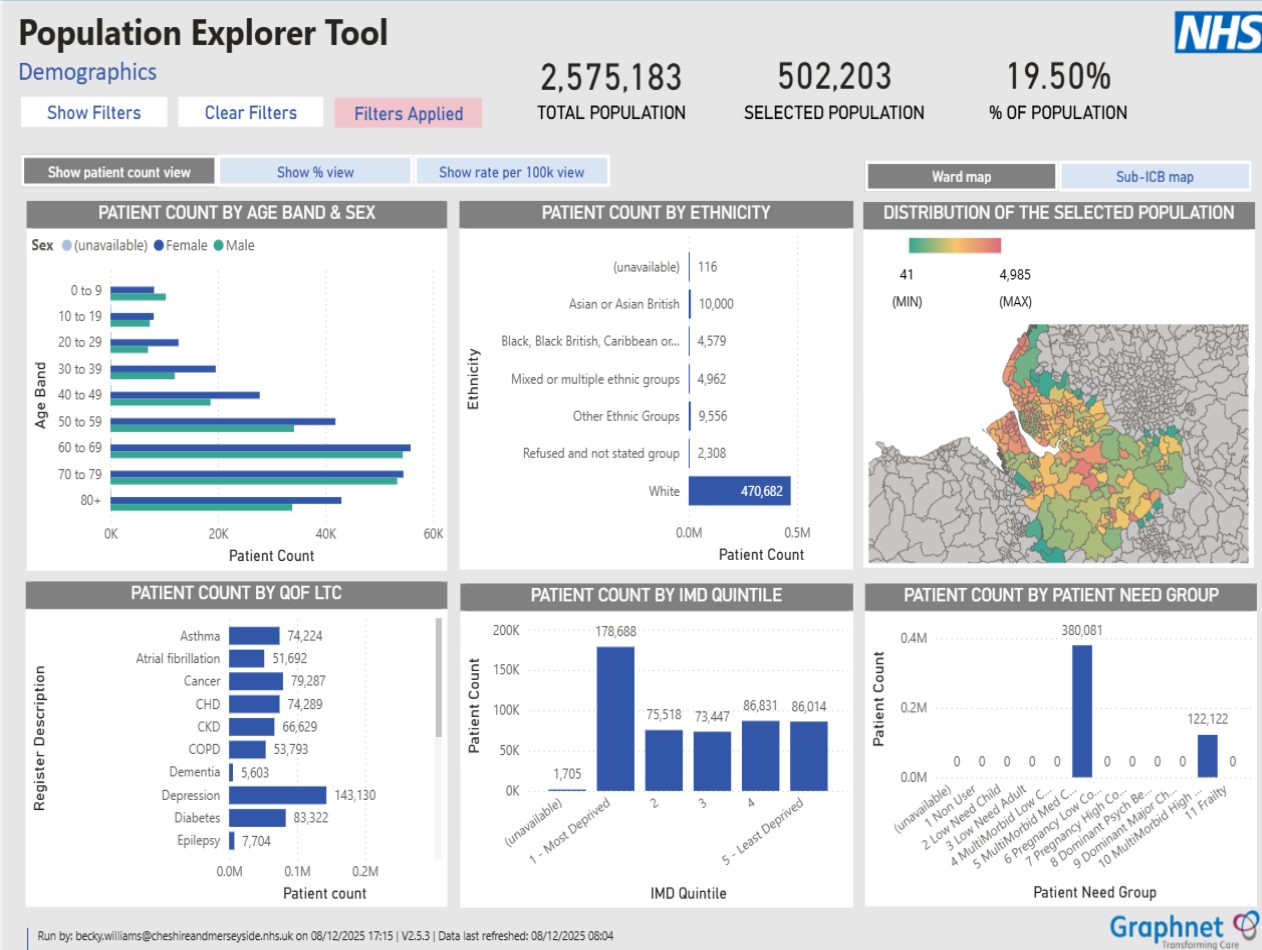 Population Explorer Tool
NHS
Demographics
2,575,183
TOTAL POPULATION
502,203
SELECTED POPULATION
19.50%
% OF POPULATION
Show Filters
Clear Filters
Filters Applied
Show patient count view
Show % view
Show rate per 100k view
Ward map
Sub-ICB map
PATIENT COUNT BY AGE BAND & SEX
Sex (unavailable) Female Male
Age Band
0 to 9
10 to 19
20 to 29
30 to 39
40 to 49
50 to 59
60 to 69
70 to 79
80+
0K 20K 40K 60K
Patient Count
PATIENT COUNT BY ETHNICITY
Ethnicity
(unavailable) 116
Asian or Asian British 10,000
Black, Black British, Caribbean or... 4,579
Mixed or multiple ethnic groups 4,962
Other Ethnic Groups 9,556
Refused and not stated group 2,308
White 470,682
0.0M 0.5M
Patient Count
DISTRIBUTION OF THE SELECTED POPULATION
41 4,985
(MIN) (MAX)
PATIENT COUNT BY QOF LTC
Register Description
Asthma 74,224
Atrial fibrillation 51,692
Cancer 79,287
CHD 74,289
CKD 66,629
COPD 53,793
Dementia 5,603
Depression 143,130
Diabetes 83,322
Epilepsy 7,704
0.0M 0.1M 0.2M
Patient count
PATIENT COUNT BY IMD QUINTILE
Patient Count
200K
150K
100K
50K
0K
1,705
178,688
75,518
73,447
86,831
86,014
(unavailable)
1 - Most Deprived
2
3
4
5 - Least Deprived
IMD Quintile
PATIENT COUNT BY PATIENT NEED GROUP
Patient Count
0.4M
0.2M
0.0M
0 0 0 0 0 380,081 0 0 0 0 122,122 0
(unavailable)
1 Non User
2 Low Need Child
3 Low Need Adult
4 MultiMorbid Low C...
5 MultiMorbid Med C...
6 Pregnancy Low Co...
7 Pregnancy High Co...
8 Dominant Psych Be...
9 Dominant Major Ch...
10 MultiMorbid High ...
11 Frailty
Patient Need Group
Run by: becky.williams@cheshireandmerseyside.nhs.uk on 08/12/2025 17:15 | V2.5.3 | Data last refreshed: 08/12/2025 08:04
Graphnet
Transforming Care